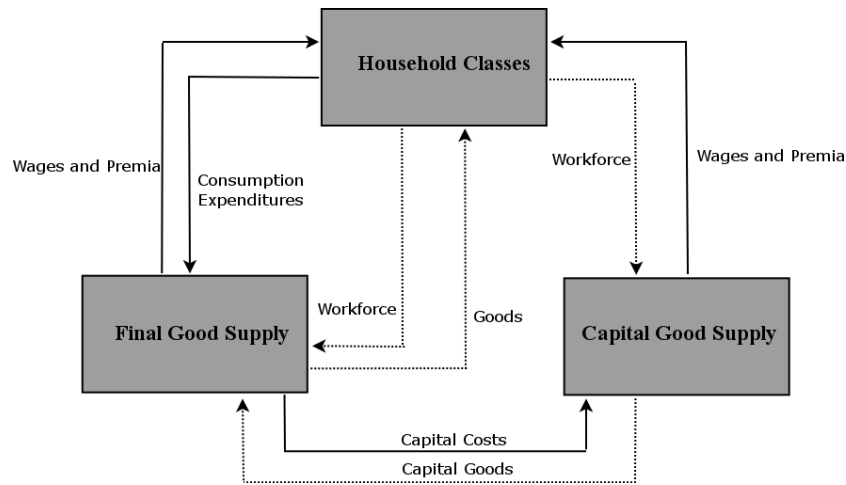 Household Classes
Wages and Premia
Consumption
Expenditures
Workforce
Wages and Premia
Workforce
Goods
Final Good Supply
Capital Good Supply
Capital Costs
Capital Goods